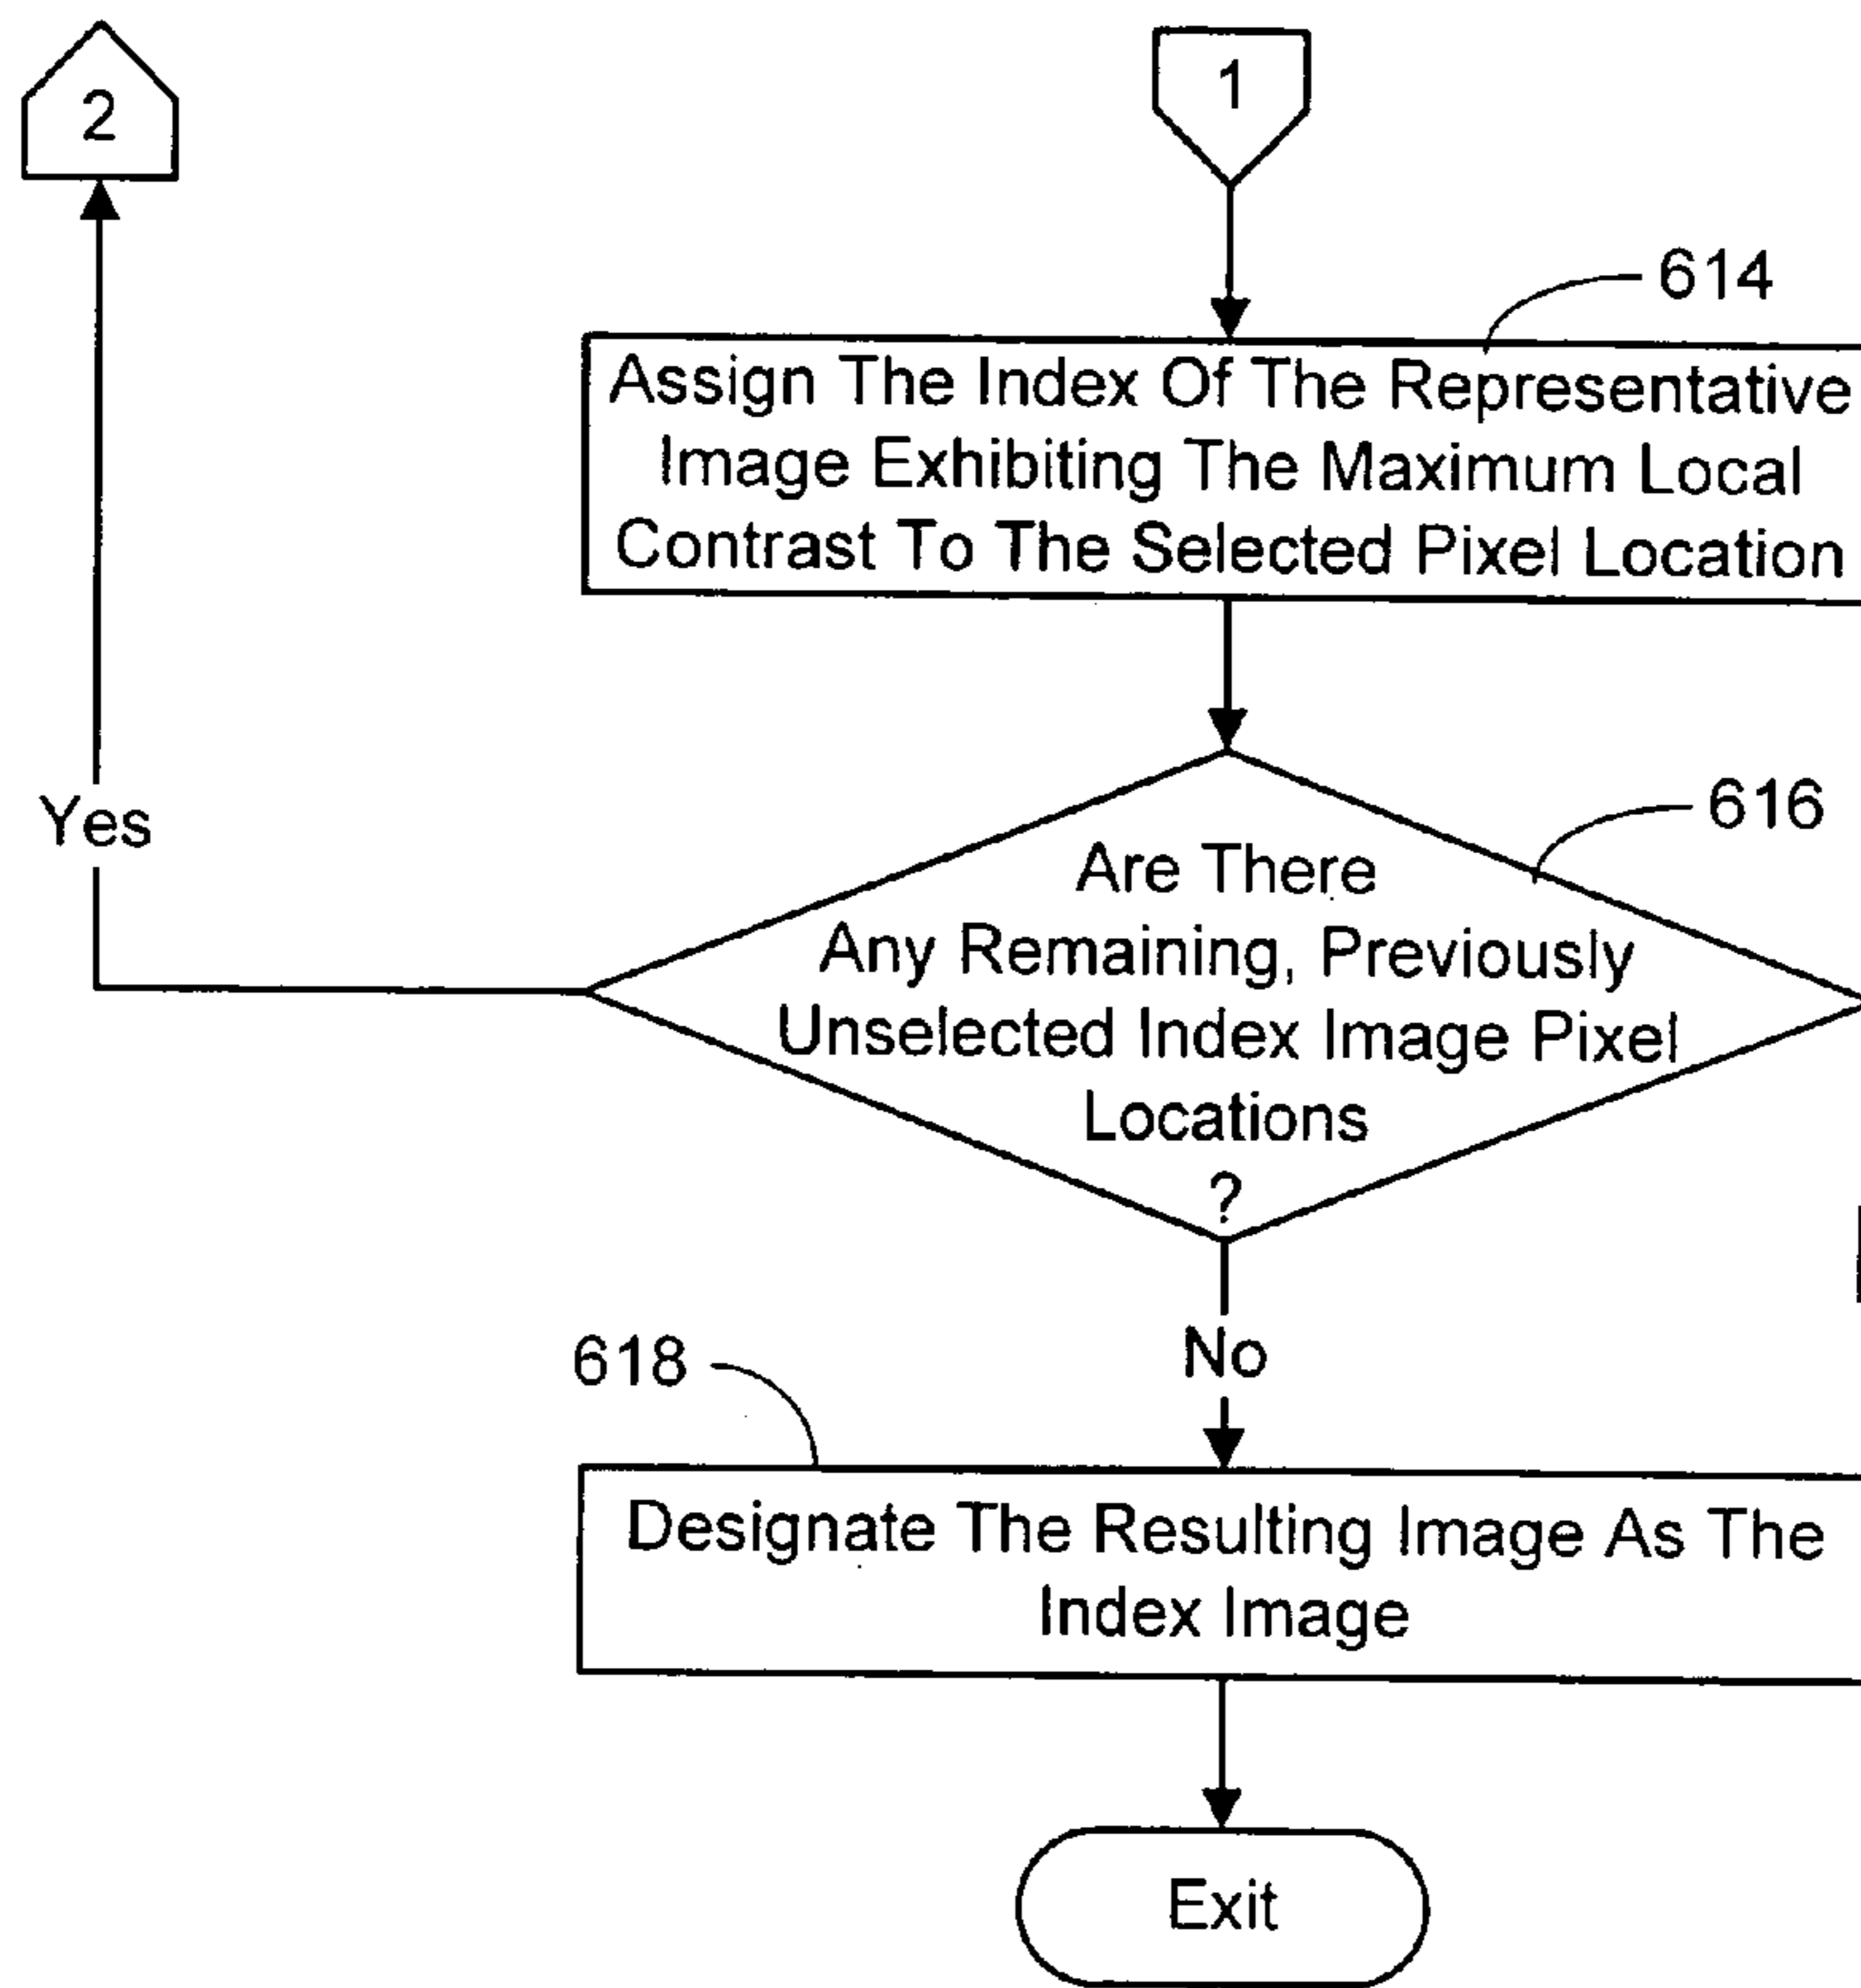 2
1
614
Assign The Index Of The Representative
Image Exhibiting The Maximum Local
Contrast To The Selected Pixel Location
Yes
616
Are There
Any Remaining, Previously
Unselected Index Image Pixel
Locations
?
No
618
Designate The Resulting Image As The
Index Image
Exit